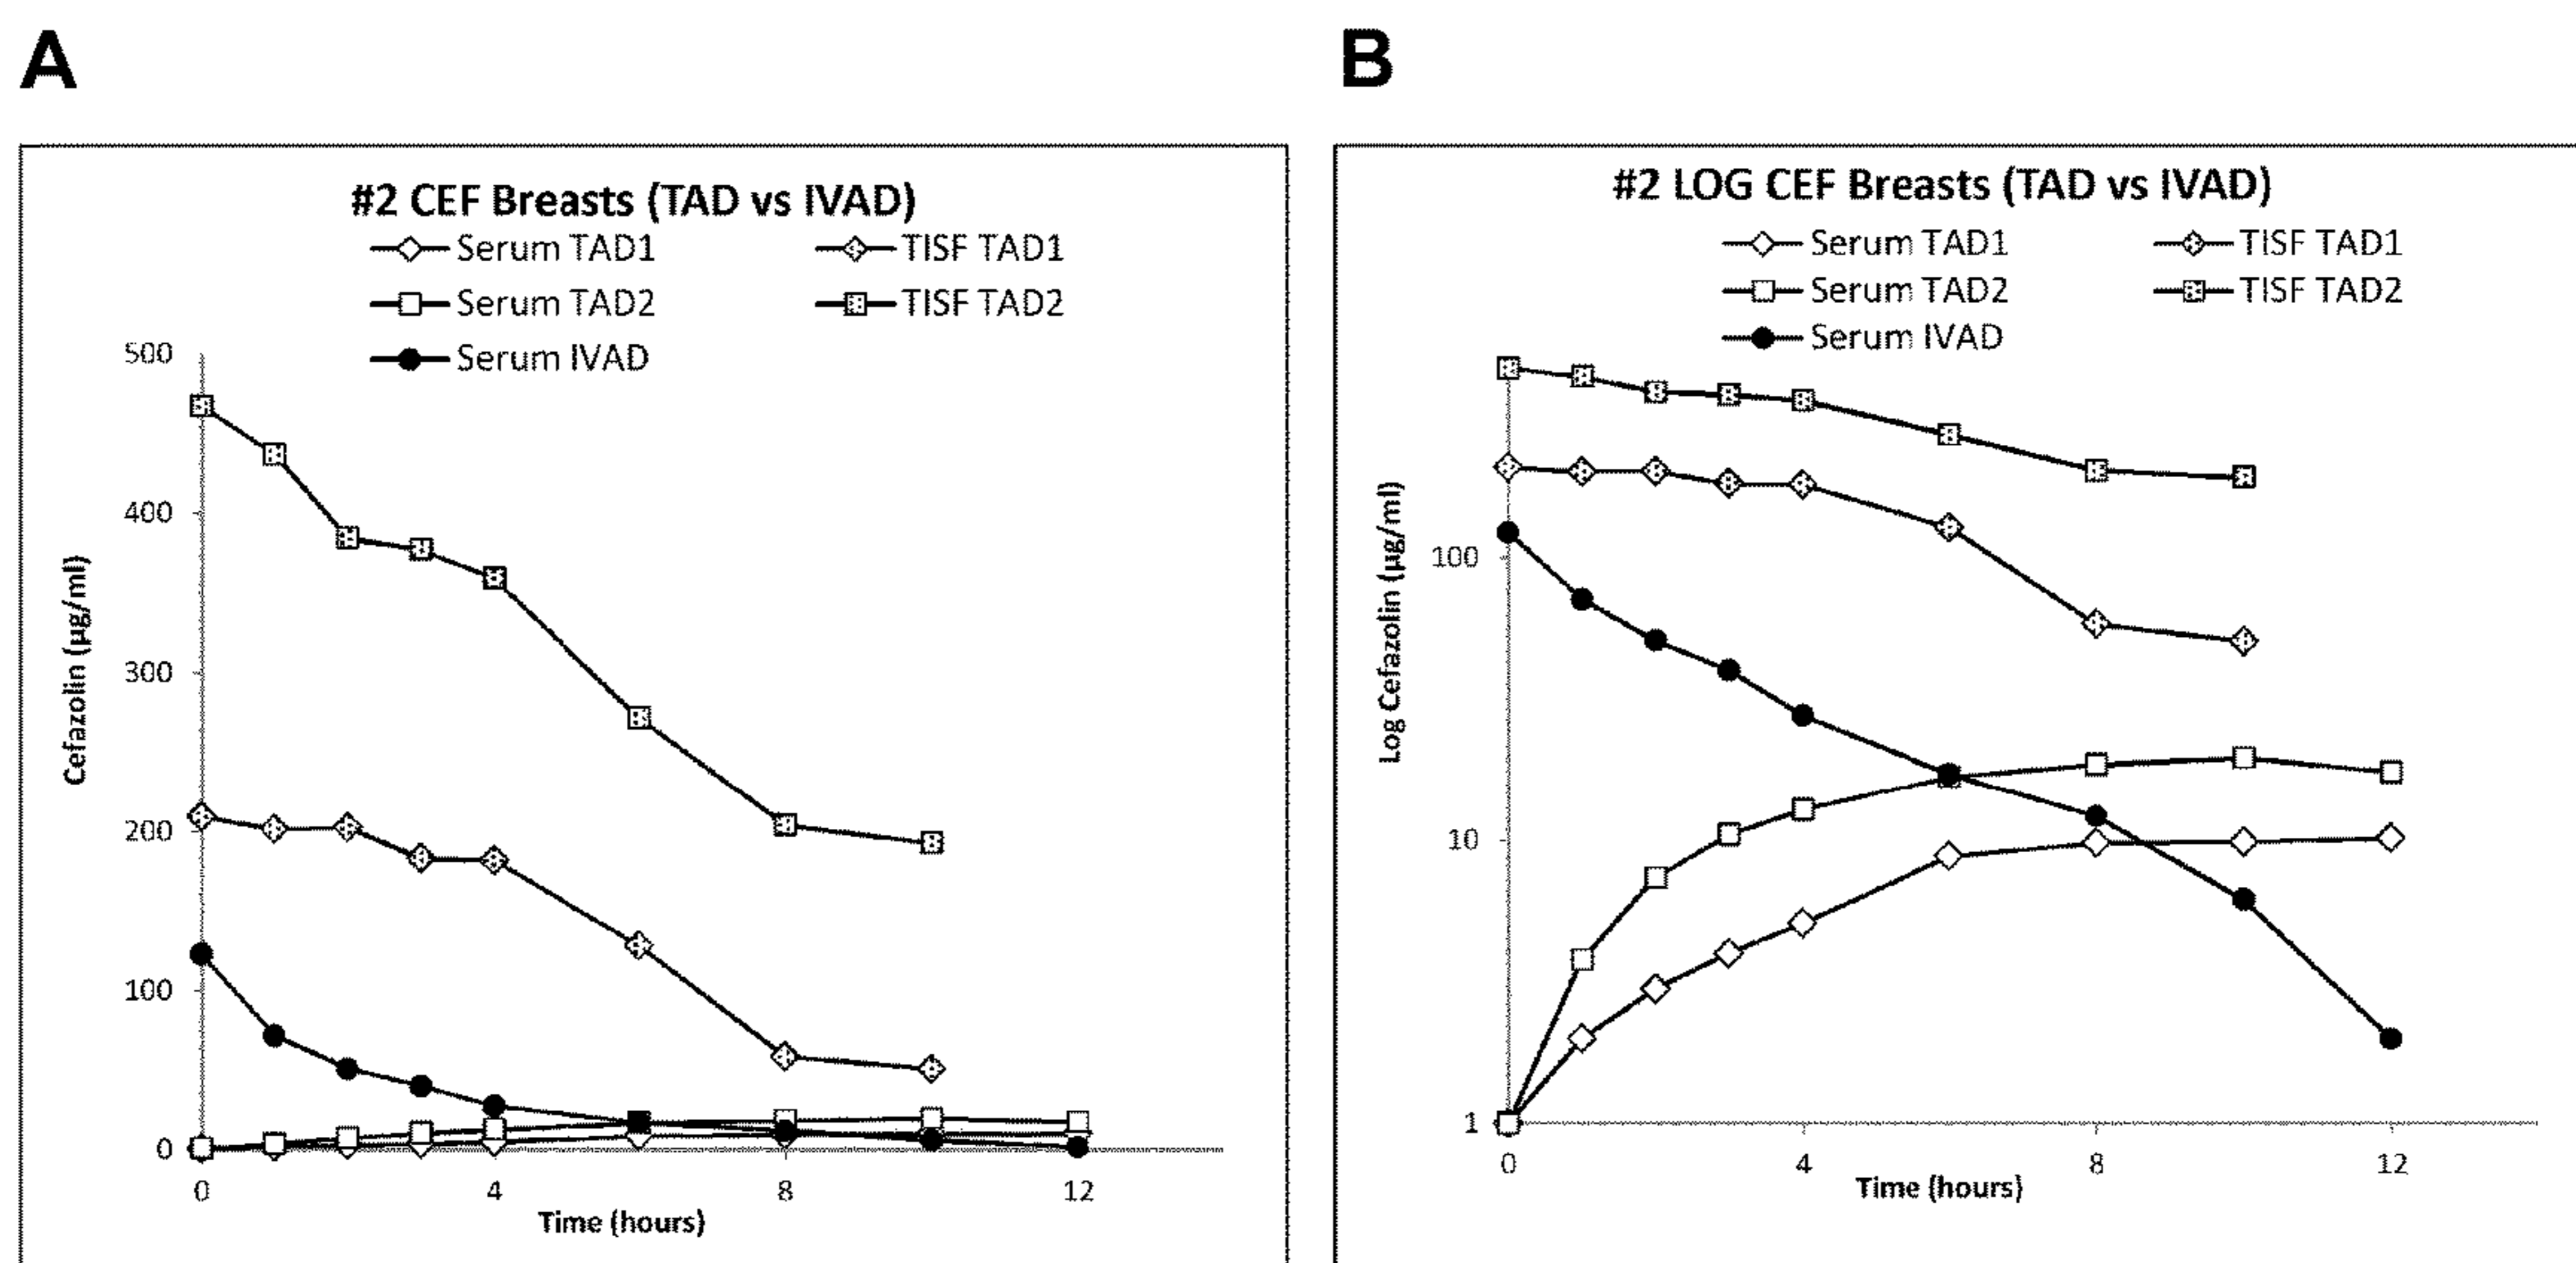 A
#2 CEF Breasts (TAD vs IVAD)
Serum TAD1 TISF TAD1
Serum TAD2 TISF TAD2
Serum IVAD
500
400
300
200
100
0
Cefazolin (µg/ml)
0 4 8 12
Time (hours)
B
#2 LOG CEF Breasts (TAD vs IVAD)
Serum TAD1 TISF TAD1
Serum TAD2 TISF TAD2
Serum IVAD
100
10
1
Log Cefazolin (µg/ml)
0 4 8 12
Time (hours)